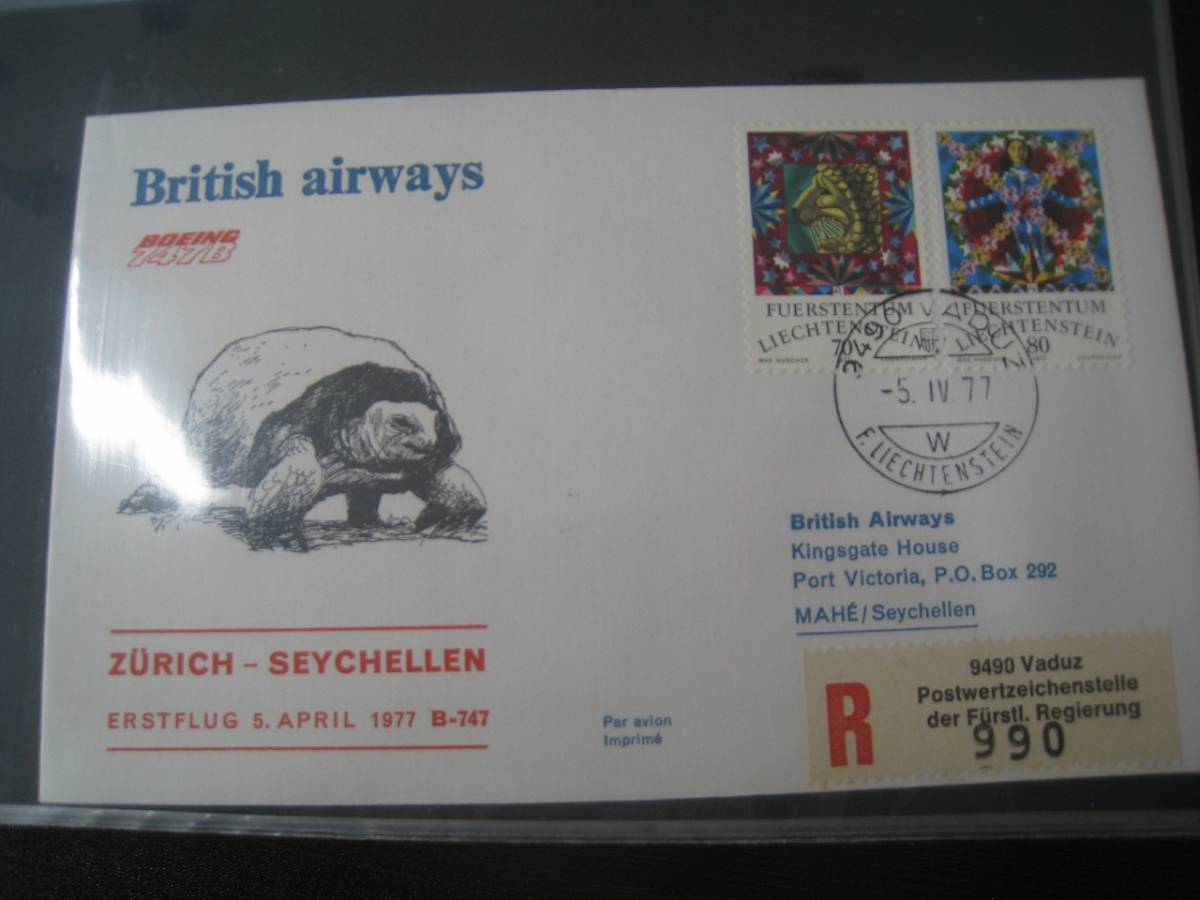 British airways
BOEING
747B
FUERSTENTUM
LIECHTENSTEIN
70
FUERSTENTUM
LIECHTENSTEIN
80
9490 VADUZ
-5. IV. 77
W
F. LIECHTENSTEIN
British Airways
Kingsgate House
Port Victoria, P.O. Box 292
MAHÉ/Seychellen
ZÜRICH – SEYCHELLEN
ERSTFLUG 5. APRIL 1977 B-747
Par avion
Imprimé
R
9490 Vaduz
Postwertzeichenstelle
der Fürstl. Regierung
990